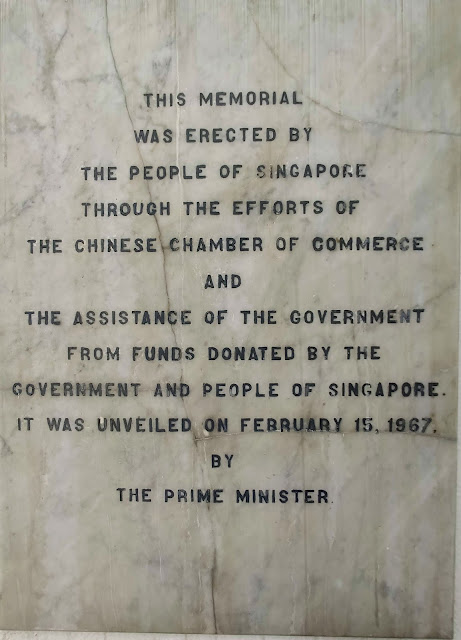 THIS MEMORIAL
WAS ERECTED BY
THE PEOPLE OF SINGAPORE
THROUGH THE EFFORTS OF
THE CHINESE CHAMBER OF COMMERCE
AND
THE ASSISTANCE OF THE GOVERNMENT
FROM FUNDS DONATED BY THE
GOVERNMENT AND PEOPLE OF SINGAPORE.
IT WAS UNVEILED ON FEBRUARY 15, 1967,
BY
THE PRIME MINISTER.